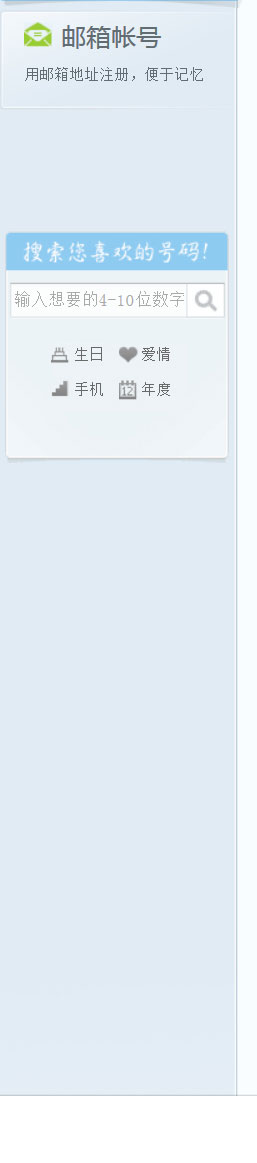 邮箱帐号
用邮箱地址注册，便于记忆
搜索您喜欢的号码!
输入想要的4-10位数字
生日 爱情
手机 12 年度